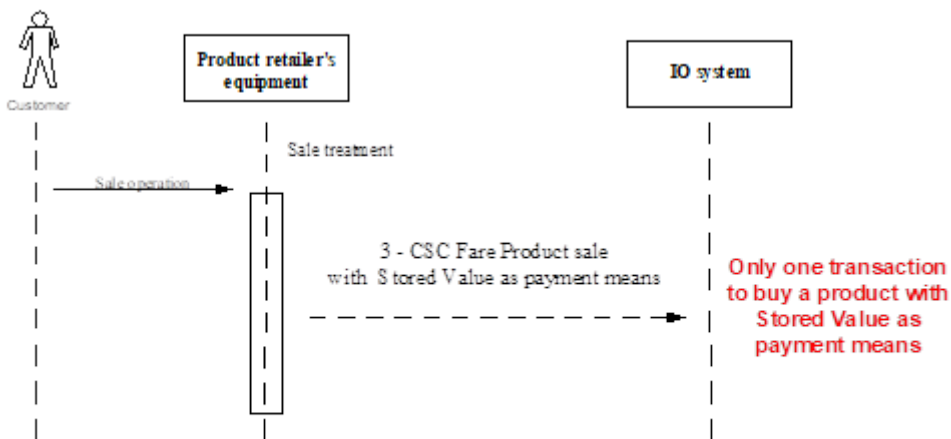 Customer
Product retailer's
equipment
IO system
Sale treatment
Sale operation
3 - CSC Fare Product sale
with Stored Value as payment means
Only one transaction
to buy a product with
Stored Value as
payment means